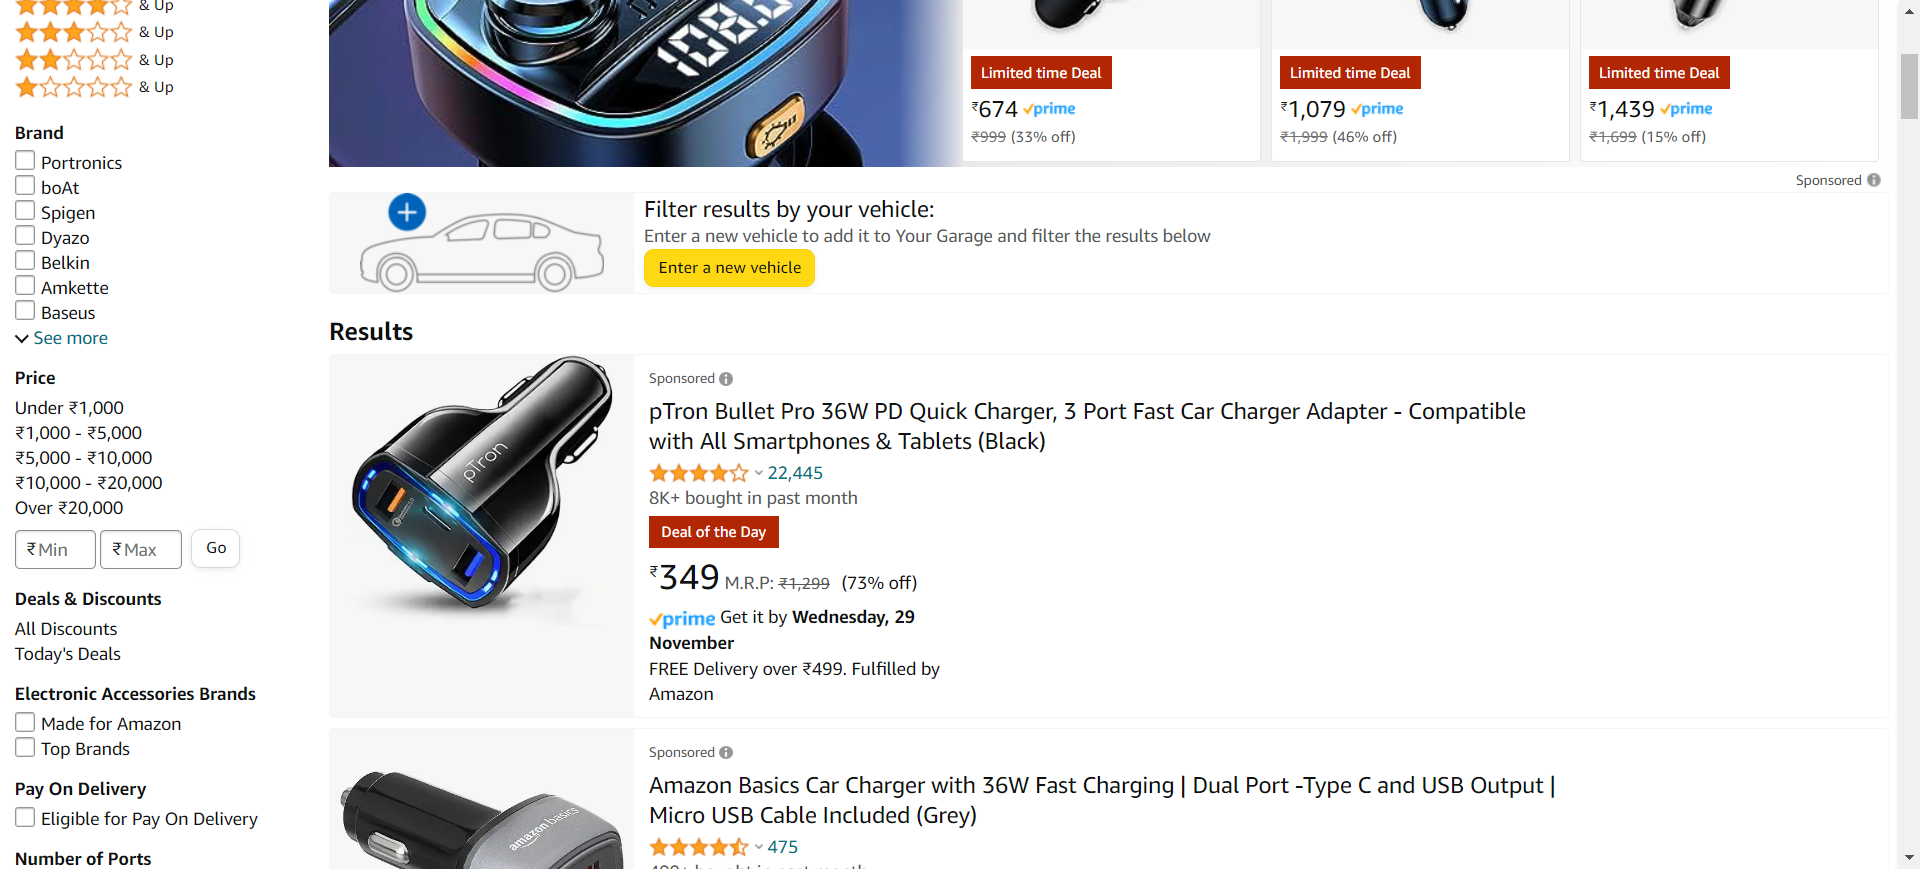 & Up
& Up
& Up
& Up
Brand
Portronics
boAt
Spigen
Dyazo
Belkin
Amkette
Baseus
See more
Price
Under ₹1,000
₹1,000 - ₹5,000
₹5,000 - ₹10,000
₹10,000 - ₹20,000
Over ₹20,000
₹ Min ₹ Max Go
Deals & Discounts
All Discounts
Today's Deals
Electronic Accessories Brands
Made for Amazon
Top Brands
Pay On Delivery
Eligible for Pay On Delivery
Number of Ports
108.5
Limited time Deal
₹674 prime
₹999 (33% off)
Limited time Deal
₹1,079 prime
₹1,999 (46% off)
Limited time Deal
₹1,439 prime
₹1,699 (15% off)
Sponsored
Filter results by your vehicle:
Enter a new vehicle to add it to Your Garage and filter the results below
Enter a new vehicle
Results
pTron
Sponsored
pTron Bullet Pro 36W PD Quick Charger, 3 Port Fast Car Charger Adapter - Compatible
with All Smartphones & Tablets (Black)
22,445
8K+ bought in past month
Deal of the Day
₹349 M.R.P: ₹1,299 (73% off)
prime Get it by Wednesday, 29
November
FREE Delivery over ₹499. Fulfilled by
Amazon
amazon basics
Sponsored
Amazon Basics Car Charger with 36W Fast Charging | Dual Port -Type C and USB Output |
Micro USB Cable Included (Grey)
475